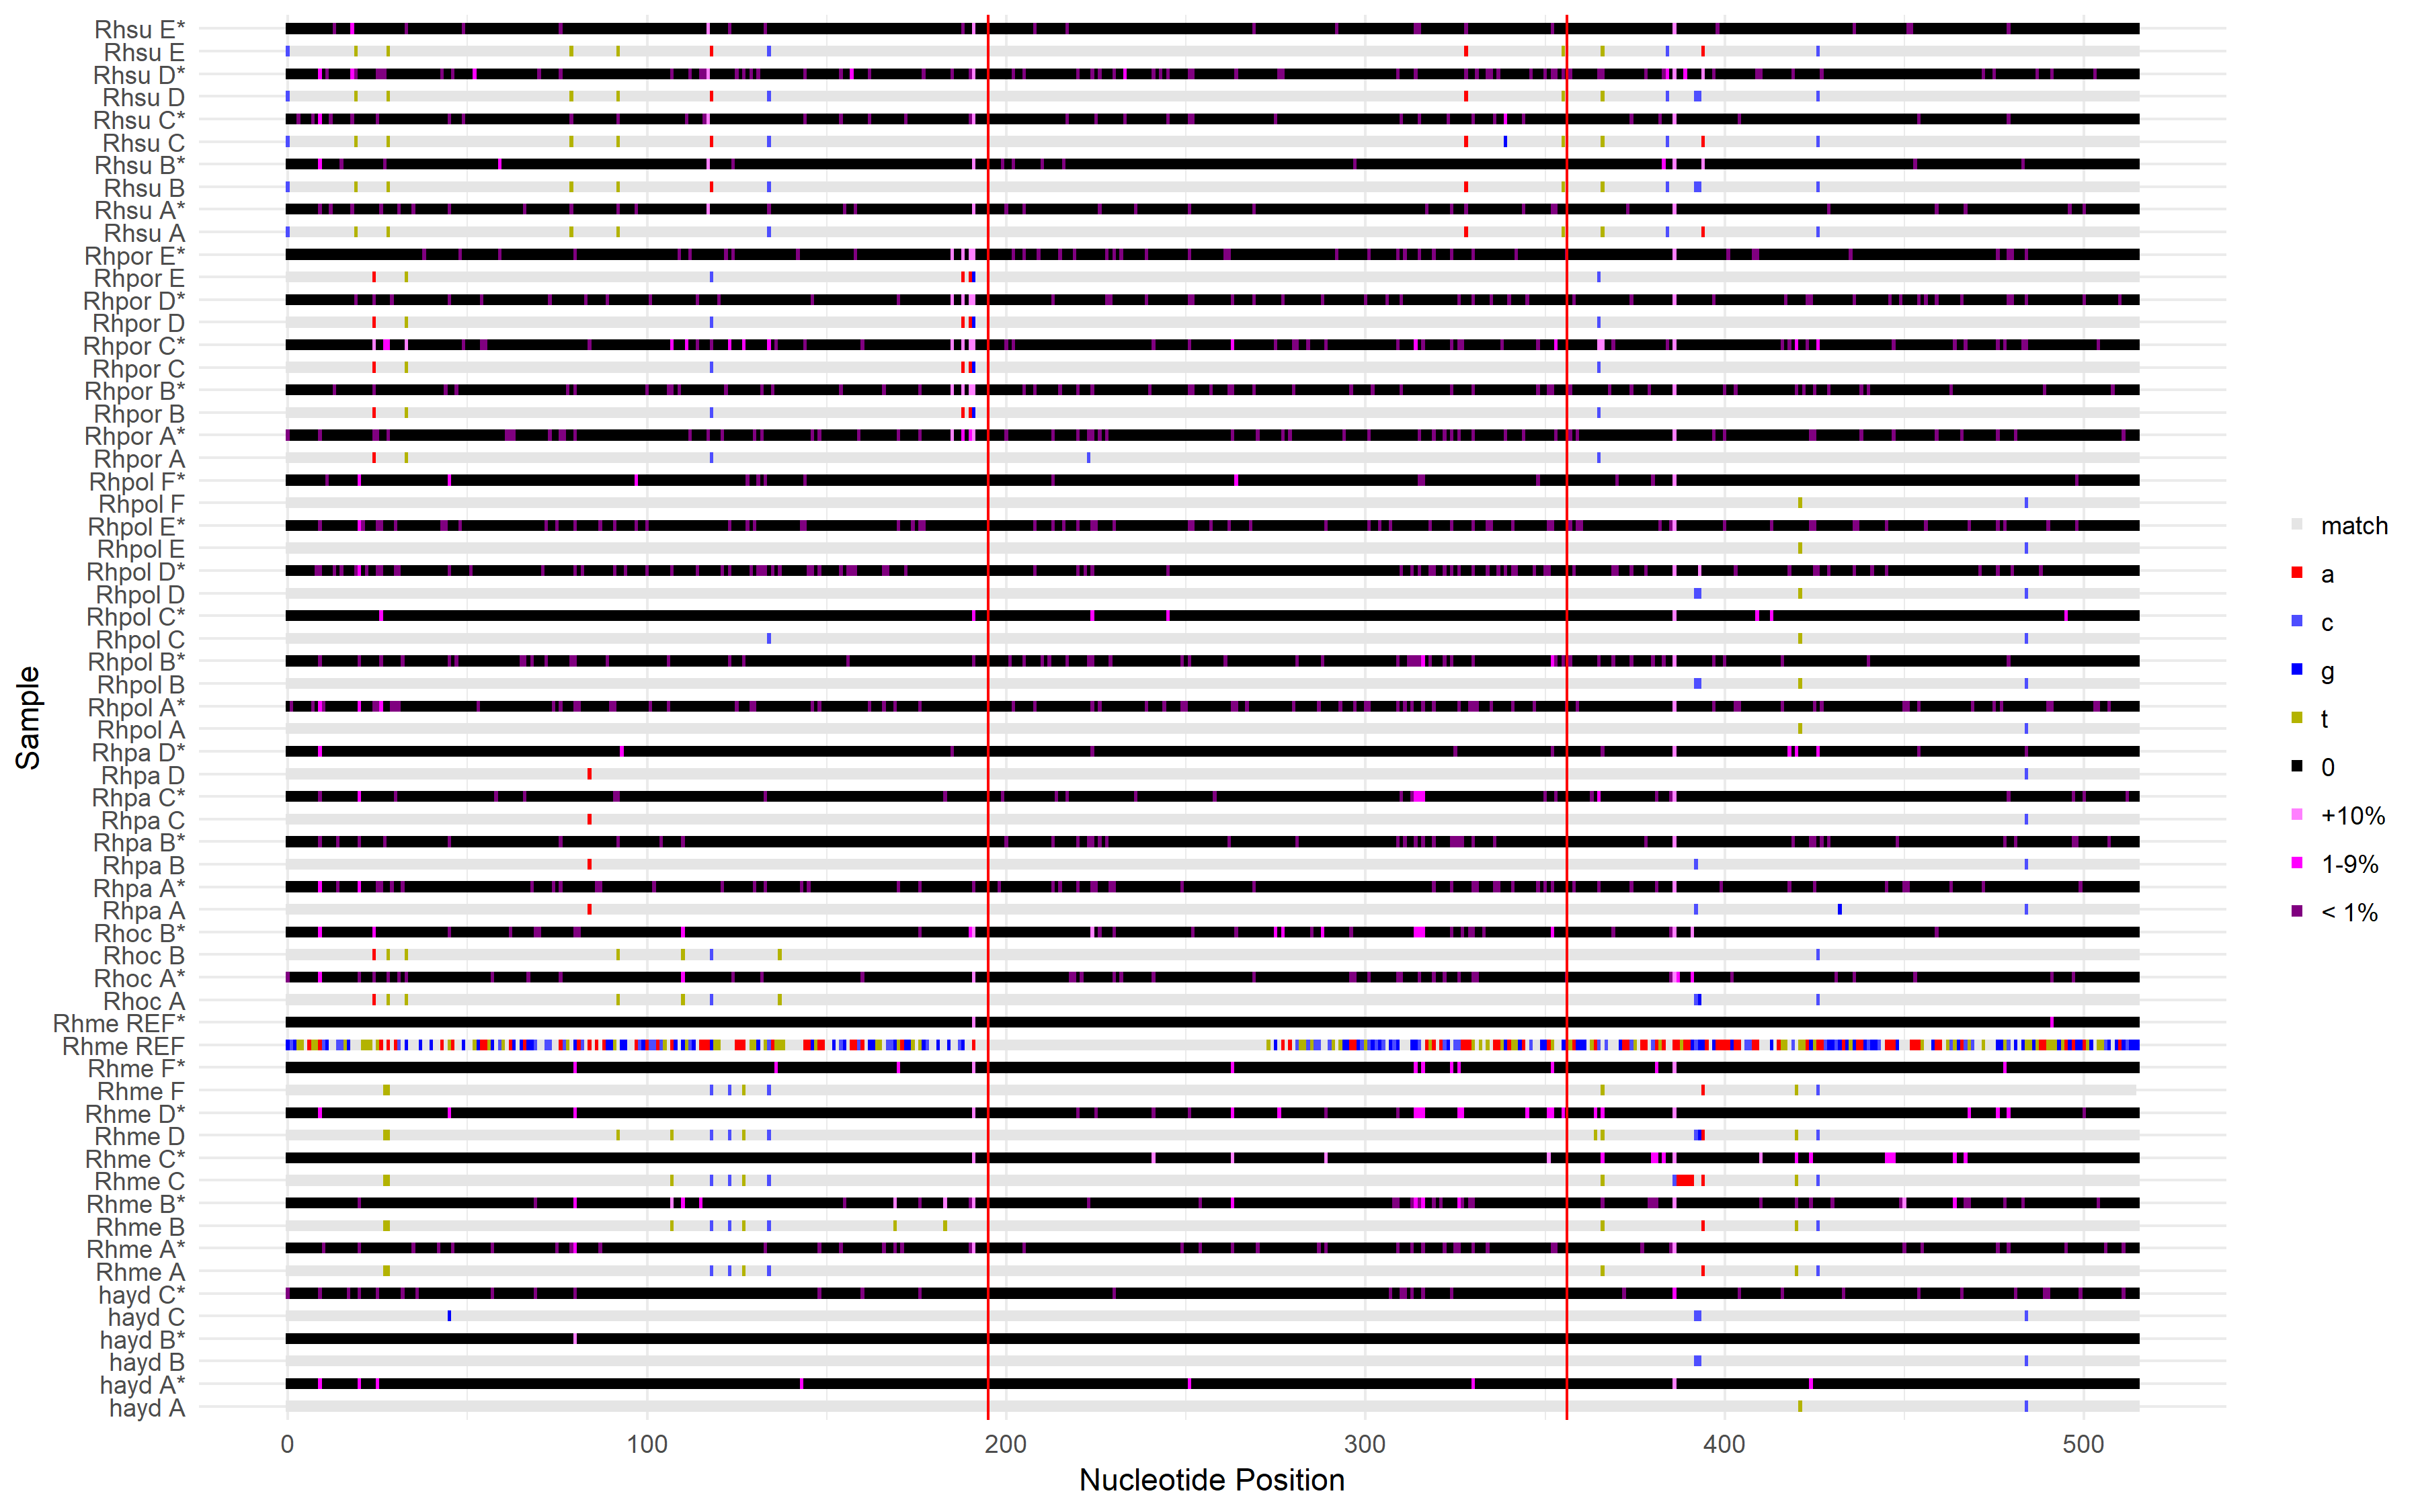 Rhsu E*
Rhsu E
Rhsu D*
Rhsu D
Rhsu C*
Rhsu C
Rhsu B*
Rhsu B
Rhsu A*
Rhsu A
Rhpor E*
Rhpor E
Rhpor D*
Rhpor D
Rhpor C*
Rhpor C
Rhpor B*
Rhpor B
Rhpor A*
Rhpor A
Rhpol F*
Rhpol F
Rhpol E*
Rhpol E
Rhpol D*
Rhpol D
Rhpol C*
Rhpol C
Rhpol B*
Rhpol B
Rhpol A*
Rhpol A
Rhpa D*
Rhpa D
Rhpa C*
Rhpa C
Rhpa B*
Rhpa B
Rhpa A*
Rhpa A
Rhoc B*
Rhoc B
Rhoc A*
Rhoc A
Rhme REF*
Rhme REF
Rhme F*
Rhme F
Rhme D*
Rhme D
Rhme C*
Rhme C
Rhme B*
Rhme B
Rhme A*
Rhme A
hayd C*
hayd C
hayd B*
hayd B
hayd A*
hayd A
Sample
0 100 200 300 400 500
Nucleotide Position
match
a
c
g
t
0
+10%
1-9%
< 1%